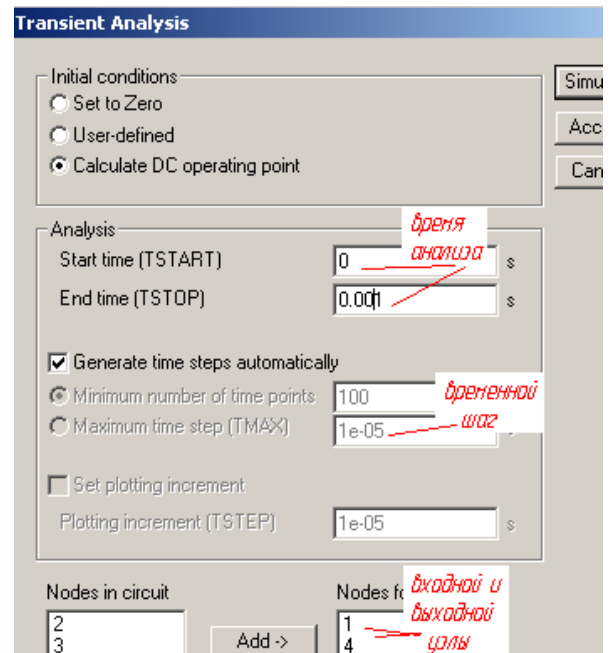 Transient Analysis
Initial conditions
Set to Zero
User-defined
Calculate DC operating point
Simu
Acc
Can
Analysis
время
анализа
Start time (TSTART) 0 s
End time (TSTOP) 0.001 s
Generate time steps automatically
Minimum number of time points 100
Maximum time step (TMAX) 1e-05
временной
шаг
Set plotting increment
Plotting increment (TSTEP) 1e-05 s
Nodes in circuit
Nodes fo
входной и
выходной
узлы
2
3
Add ->
1
4